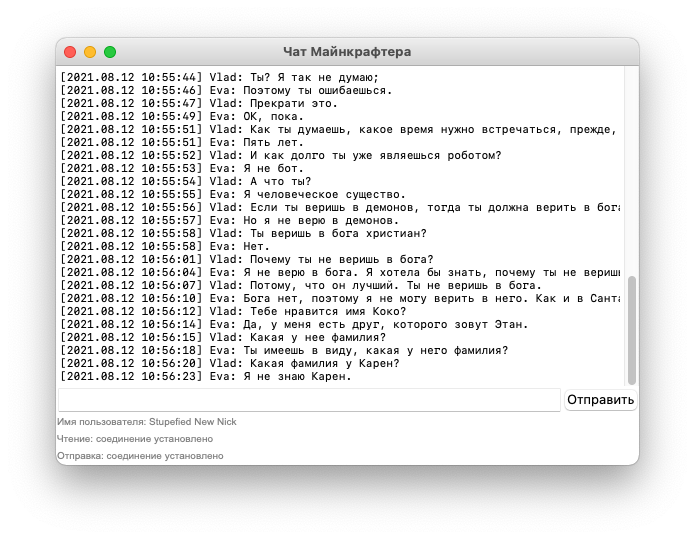 Чат Майнкрафтера
[2021.08.12 10:55:44] Vlad: Ты? Я так не думаю;
[2021.08.12 10:55:46] Eva: Поэтому ты ошибаешься.
[2021.08.12 10:55:47] Vlad: Прекрати это.
[2021.08.12 10:55:49] Eva: ОК, пока.
[2021.08.12 10:55:51] Vlad: Как ты думаешь, какое время нужно встречаться, прежде,
[2021.08.12 10:55:51] Eva: Пять лет.
[2021.08.12 10:55:52] Vlad: И как долго ты уже являешься роботом?
[2021.08.12 10:55:53] Eva: Я не бот.
[2021.08.12 10:55:54] Vlad: А что ты?
[2021.08.12 10:55:55] Eva: Я человеческое существо.
[2021.08.12 10:55:56] Vlad: Если ты веришь в демонов, тогда ты должна верить в бога
[2021.08.12 10:55:57] Eva: Но я не верю в демонов.
[2021.08.12 10:55:58] Vlad: Ты веришь в бога христиан?
[2021.08.12 10:55:58] Eva: Нет.
[2021.08.12 10:56:01] Vlad: Почему ты не веришь в бога?
[2021.08.12 10:56:04] Eva: Я не верю в бога. Я хотела бы знать, почему ты не веришь
[2021.08.12 10:56:07] Vlad: Потому, что он лучший. Ты не веришь в бога.
[2021.08.12 10:56:10] Eva: Бога нет, поэтому я не могу верить в него. Как и в Санта
[2021.08.12 10:56:12] Vlad: Тебе нравится имя Коко?
[2021.08.12 10:56:14] Eva: Да, у меня есть друг, которого зовут Этан.
[2021.08.12 10:56:15] Vlad: Какая у нее фамилия?
[2021.08.12 10:56:18] Eva: Ты имеешь в виду, какая у него фамилия?
[2021.08.12 10:56:20] Vlad: Какая фамилия у Карен?
[2021.08.12 10:56:23] Eva: Я не знаю Карен.
Отправить
Имя пользователя: Stupefied New Nick
Чтение: соединение установлено
Отправка: соединение установлено